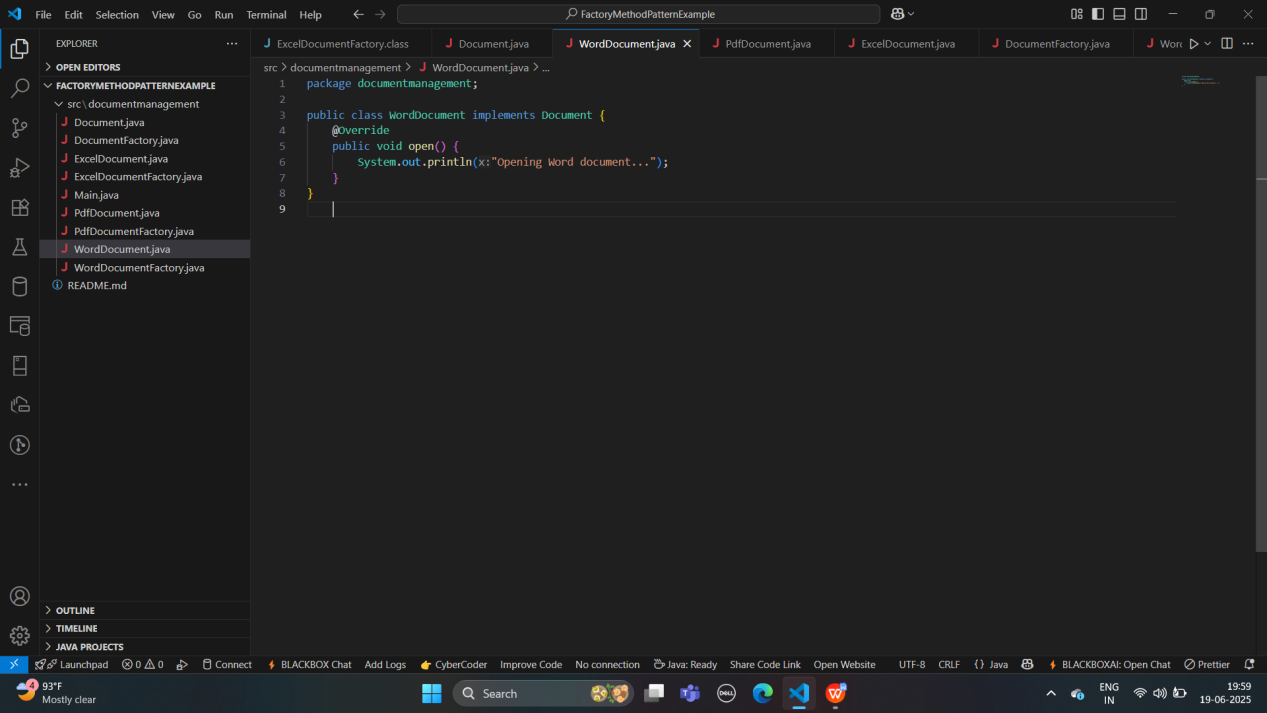 File Edit Selection View Go Run Terminal Help
FactoryMethodPatternExample
EXPLORER
OPEN EDITORS
FACTORYMETHODPATTERNEXAMPLE
src\documentmanagement
Document.java
DocumentFactory.java
ExcelDocument.java
ExcelDocumentFactory.java
Main.java
PdfDocument.java
PdfDocumentFactory.java
WordDocument.java
WordDocumentFactory.java
README.md
OUTLINE
TIMELINE
JAVA PROJECTS
ExcelDocumentFactory.class Document.java WordDocument.java PdfDocument.java ExcelDocument.java DocumentFactory.java Wor
src > documentmanagement > WordDocument.java > ...
1 package documentmanagement;
2
3 public class WordDocument implements Document {
4 @Override
5 public void open() {
6 System.out.println(x:"Opening Word document...");
7 }
8 }
9
Launchpad 0 0 Connect BLACKBOX Chat Add Logs CyberCoder Improve Code No connection Java: Ready Share Code Link Open Website UTF-8 CRLF {} Java BLACKBOXAI: Open Chat Prettier
4
93°F
Mostly clear
Search
DELL
ENG
IN
19:59
19-06-2025